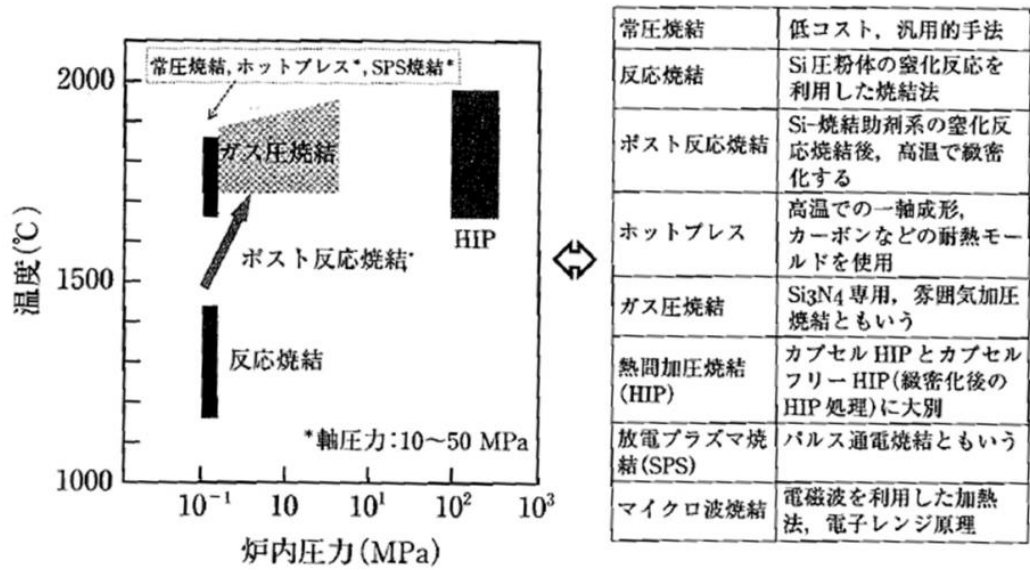 常圧焼結, ホットプレス*, SPS焼結*
2000
ガス圧焼結
HIP
ポスト反応焼結*
1500
反応焼結
*軸圧力:10~50 MPa
1000
温度(℃)
10-1
10
101
102
103
炉内圧力(MPa)
常圧焼結
低コスト, 汎用的手法
反応焼結
Si圧粉体の窒化反応を
利用した焼結法
ポスト反応焼結
Si-焼結助剤系の窒化反
応焼結後, 高温で緻密
化する
ホットプレス
高温での一軸成形,
カーボンなどの耐熱モー
ルドを使用
ガス圧焼結
Si3N4専用, 雰囲気加圧
焼結ともいう
熱間加圧焼結
(HIP)
カプセルHIPとカプセル
フリーHIP(緻密化後の
HIP処理)に大別
放電プラズマ焼
結(SPS)
パルス通電焼結ともいう
マイクロ波焼結
電磁波を利用した加熱
法, 電子レンジ原理